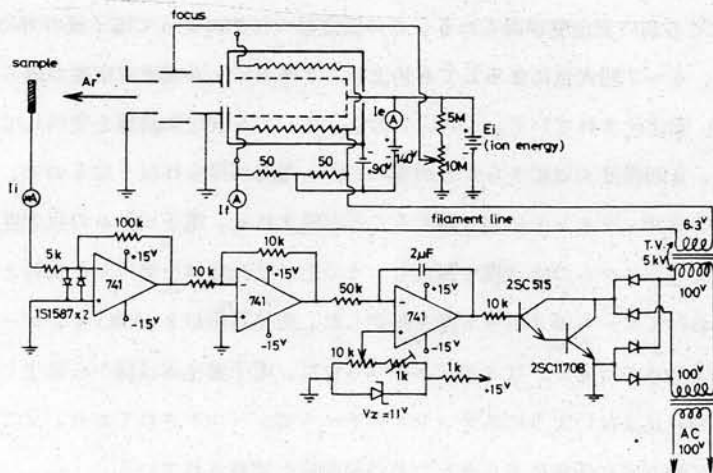 focus
sample
Ar+
Ie
A
5M
Ei
(ion energy)
50
50
90V
140V
10M
Ii
mA
If
A
filament line
6.3V
T.V.
5kV
100V
100k
5k
+15V
741
-15V
1S1587 x 2
10k
10k
+15V
741
-15V
50k
2μF
+15V
741
-15V
10k
2SC515
2SC1170B
10k
1k
1k
-15V
Vz = 11V
100V
AC
100V